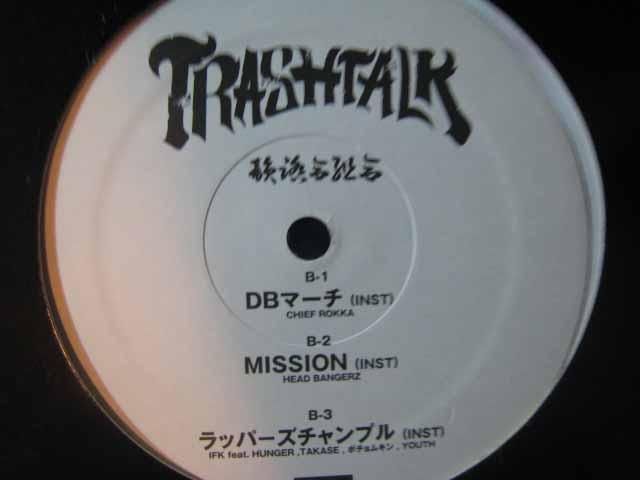 TRASHTALK
B-1
DBマーチ (INST)
CHIEF ROKKA
B-2
MISSION (INST)
HEAD BANGERZ
B-3
ラッパーズチャンプル (INST)
IFK feat. HUNGER ,TAKASE , ポチョムキン , YOUTH